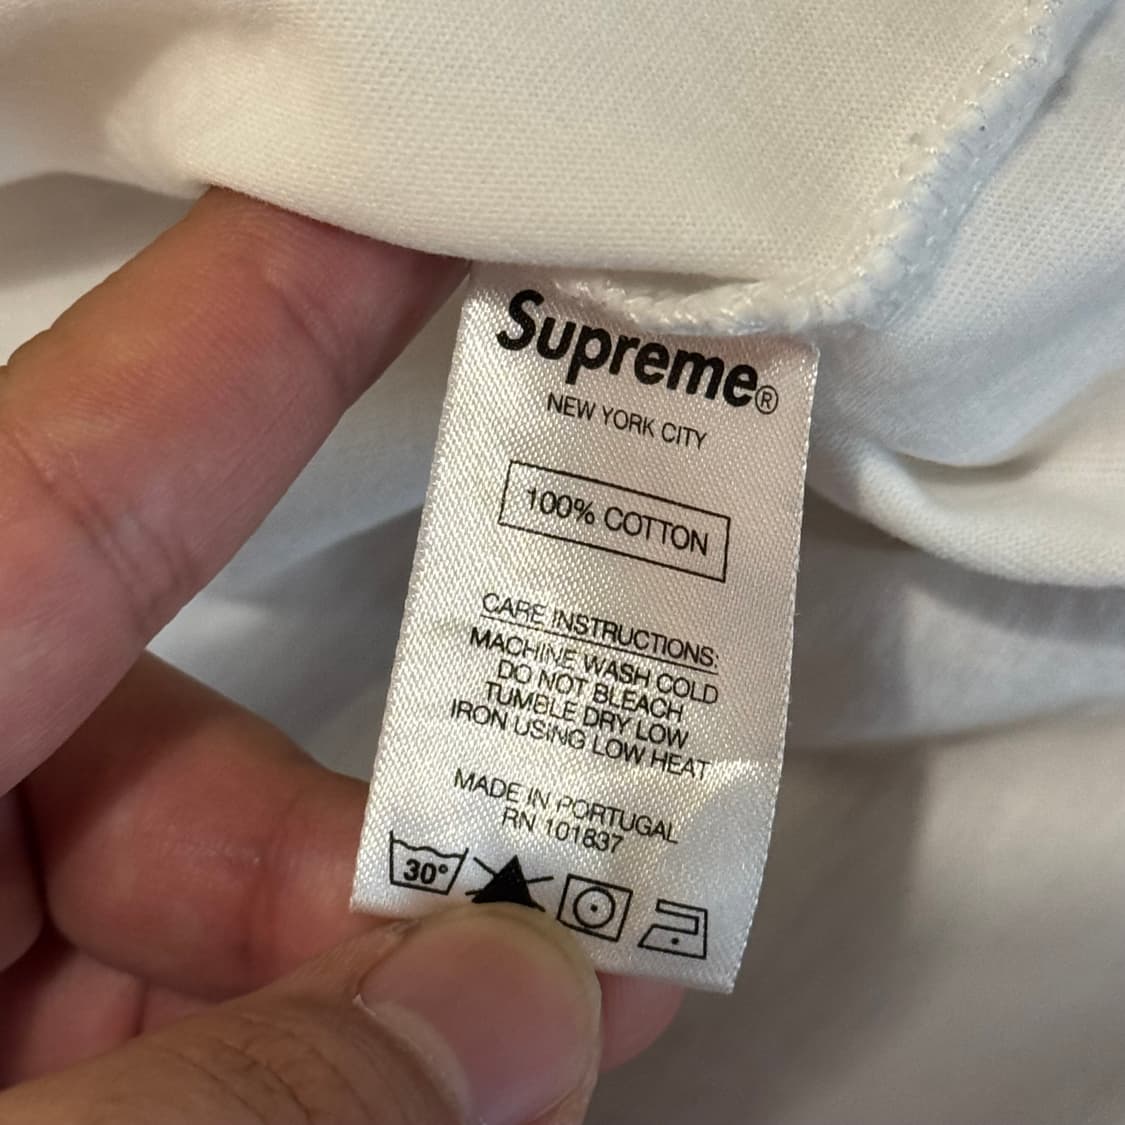 Supreme®
NEW YORK CITY
100% COTTON
CARE INSTRUCTIONS:
MACHINE WASH COLD
DO NOT BLEACH
TUMBLE DRY LOW
IRON USING LOW HEAT
MADE IN PORTUGAL
RN 101837
30°